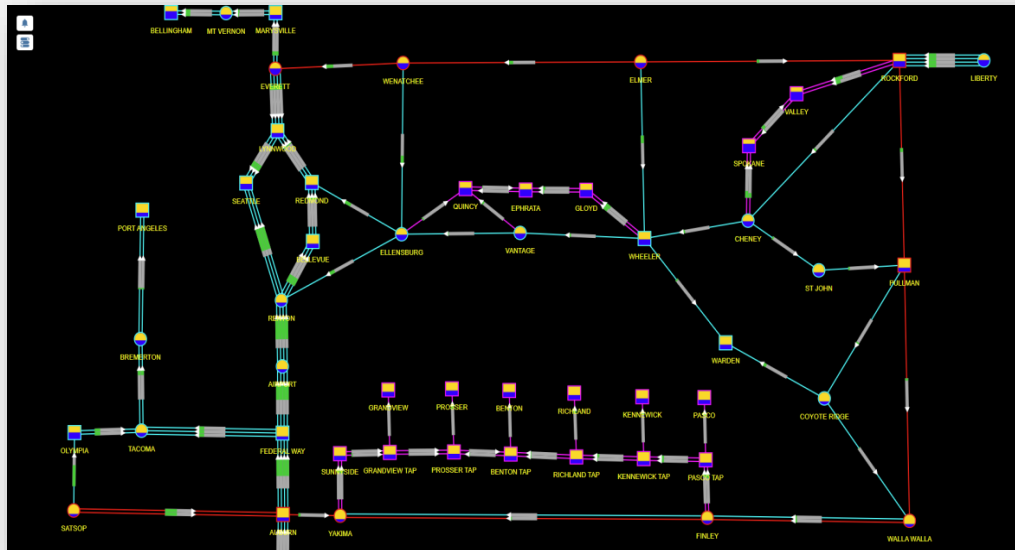 BELLINGHAM
MT VERNON
MARYSVILLE
EVERETT
WENATCHEE
ELMER
ROCKFORD
LIBERTY
VALLEY
LYNNWOOD
SPOKANE
SEATTLE
REDMOND
QUINCY
EPHRATA
GLOYD
PORT ANGELES
CHENEY
BELLEVUE
ELLENSBURG
VANTAGE
WHEELER
ST JOHN
PULLMAN
RENTON
BREMERTON
WARDEN
AIRPORT
GRANDVIEW
PROSSER
BENTON
RICHLAND
KENNEWICK
PASCO
COYOTE RIDGE
OLYMPIA
TACOMA
FEDERAL WAY
SUNNYSIDE
GRANDVIEW TAP
PROSSER TAP
BENTON TAP
RICHLAND TAP
KENNEWICK TAP
PASCO TAP
SATSOP
AUBURN
YAKIMA
FINLEY
WALLA WALLA